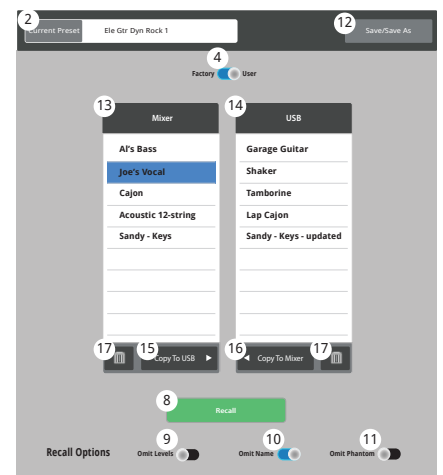 2
Current Preset
Ele Gtr Dyn Rock 1
12
Save/Save As
4
Factory
User
13
Mixer
Al's Bass
Joe's Vocal
Cajon
Acoustic 12-string
Sandy - Keys
14
USB
Garage Guitar
Shaker
Tamborine
Lap Cajon
Sandy - Keys - updated
17
15
Copy To USB
16
Copy To Mixer
17
8
Recall
Recall Options
9
Omit Levels
10
Omit Name
11
Omit Phantom